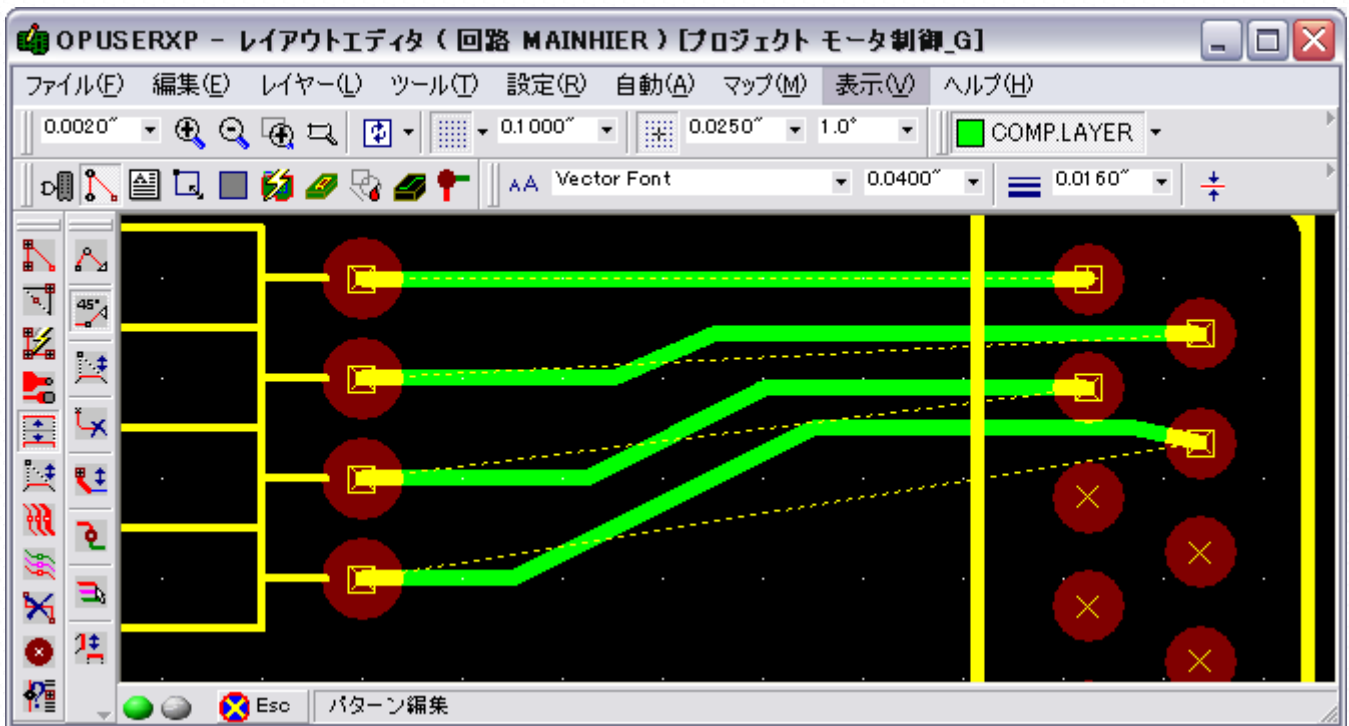 OPUSERXP - レイアウトエディタ ( 回路 MAINHIER ) [プロジェクト モータ制御_G]
ファイル(F) 編集(E) レイヤー(L) ツール(T) 設定(R) 自動(A) マップ(M) 表示(V) ヘルプ(H)
0.0020" 0.1000" 0.0250" 1.0° COMP.LAYER
AA Vector Font 0.0400" 0.0160"
45°
Esc パターン編集